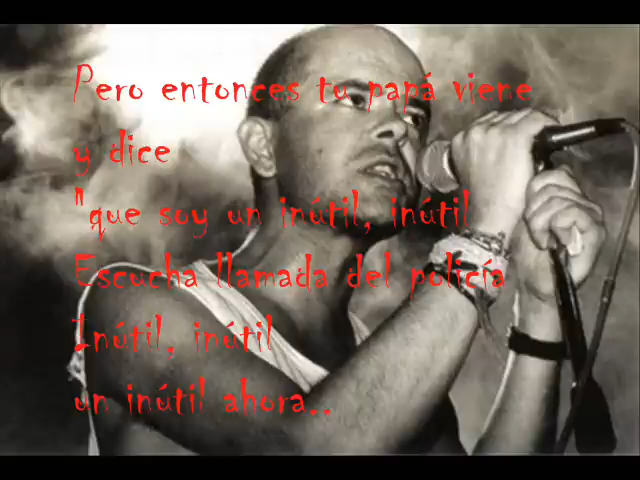 Pero entonces tu papá viene
y dice
"que soy un inútil, inútil
Escucha llamada del policía
Inútil, inútil
un inútil ahora..